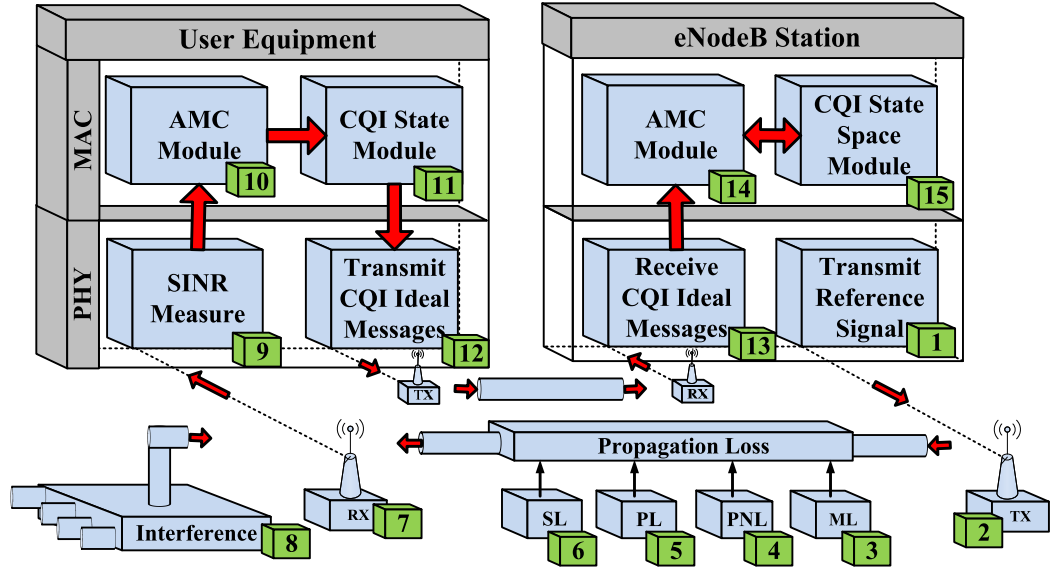 User Equipment
MAC
AMC
Module
10
CQI State
Module
11
PHY
SINR
Measure
9
Transmit
CQI Ideal
Messages
12
eNodeB Station
AMC
Module
14
CQI State
Space
Module
15
Receive
CQI Ideal
Messages
13
Transmit
Reference
Signal
1
TX
RX
Propagation Loss
Interference
8
RX
7
SL
6
PL
5
PNL
4
ML
3
2
TX